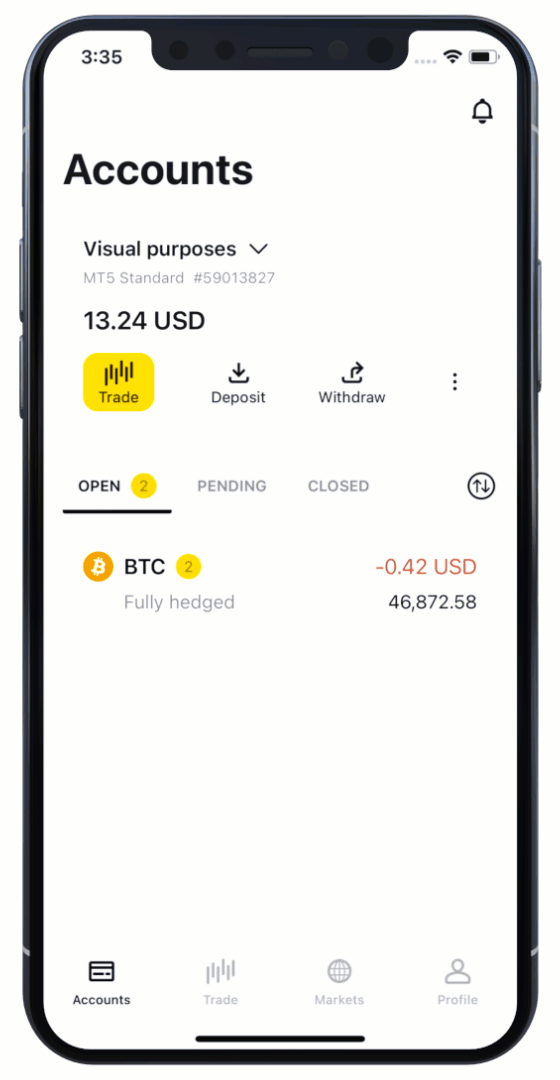 3:35
Accounts
Visual purposes
MT5 Standard #59013827
13.24 USD
Trade Deposit Withdraw
OPEN 2 PENDING CLOSED
BTC 2 -0.42 USD
Fully hedged 46,872.58
Accounts Trade Markets Profile